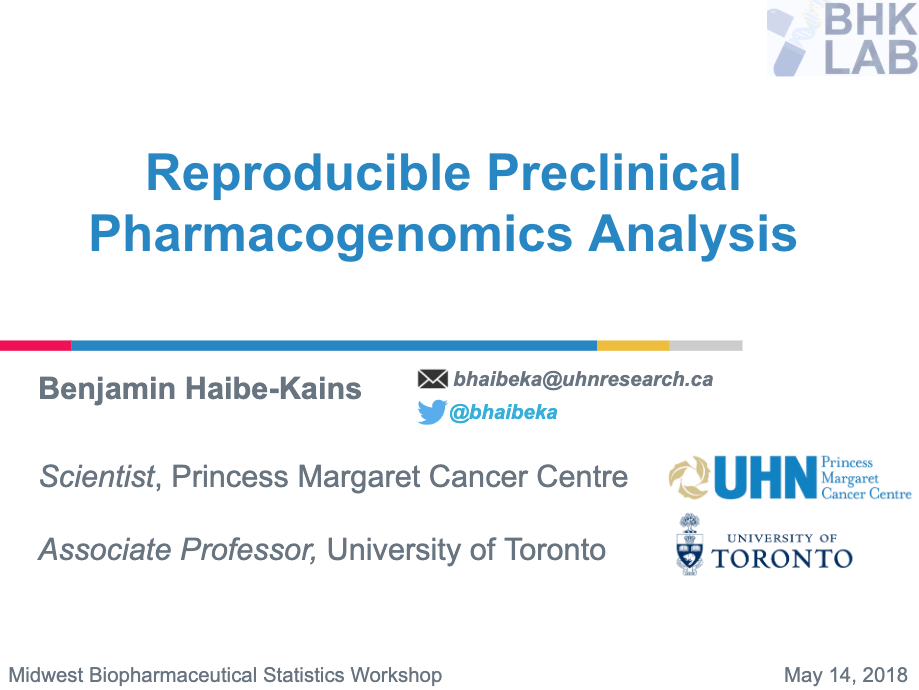 BHK
LAB
Reproducible Preclinical
Pharmacogenomics Analysis
Benjamin Haibe-Kains
bhaibeka@uhnresearch.ca
@bhaibeka
Scientist, Princess Margaret Cancer Centre
UHN Princess
Margaret
Cancer Centre
Associate Professor, University of Toronto
UNIVERSITY OF
TORONTO
Midwest Biopharmaceutical Statistics Workshop
May 14, 2018